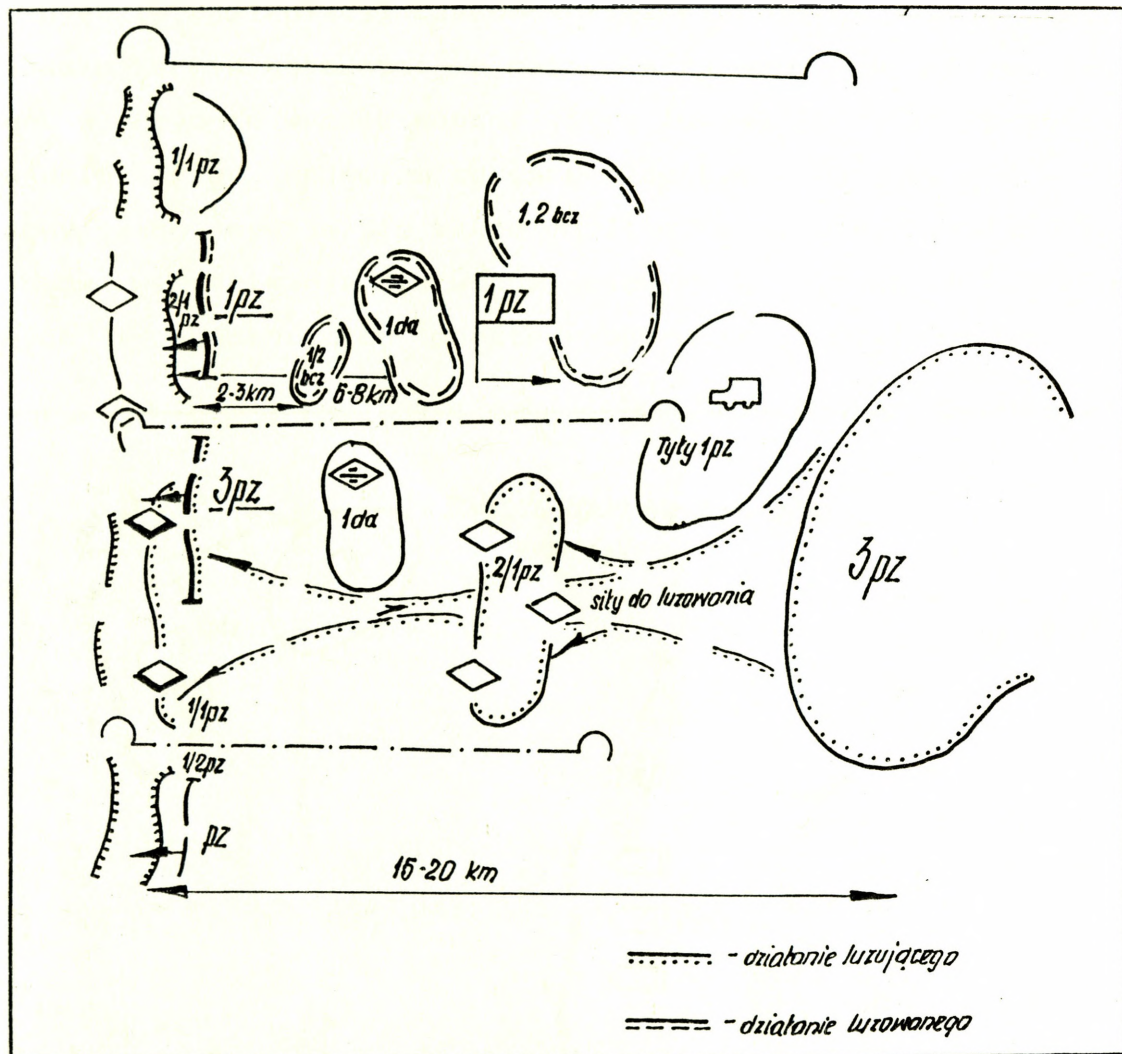 1/1pz
1,2 bcz
2/1
pz
1pz
1/2
bcz
1da
1pz
2-3km
6-8km
Tyły 1pz
3pz
1da
2/1pz
siły do luzowania
3pz
1/1pz
1/2pz
pz
16-20 km
- działanie luzującego
- działanie luzowanego